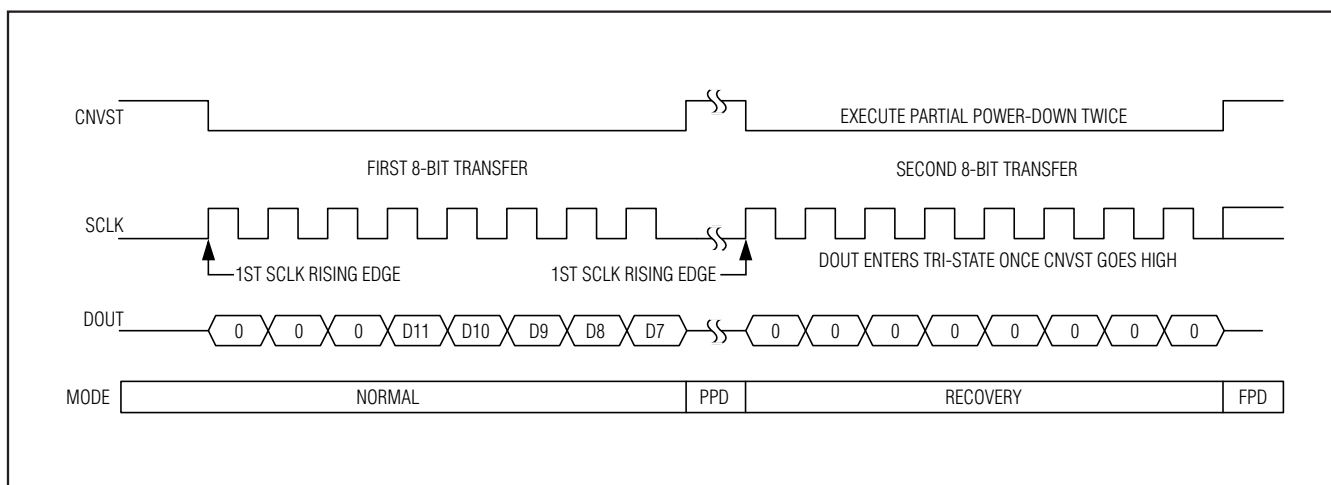 CNVST
EXECUTE PARTIAL POWER-DOWN TWICE
FIRST 8-BIT TRANSFER
SECOND 8-BIT TRANSFER
SCLK
1ST SCLK RISING EDGE
1ST SCLK RISING EDGE
DOUT ENTERS TRI-STATE ONCE CNVST GOES HIGH
DOUT
0 0 0 D11 D10 D9 D8 D7
0 0 0 0 0 0 0 0
MODE
NORMAL
PPD
RECOVERY
FPD